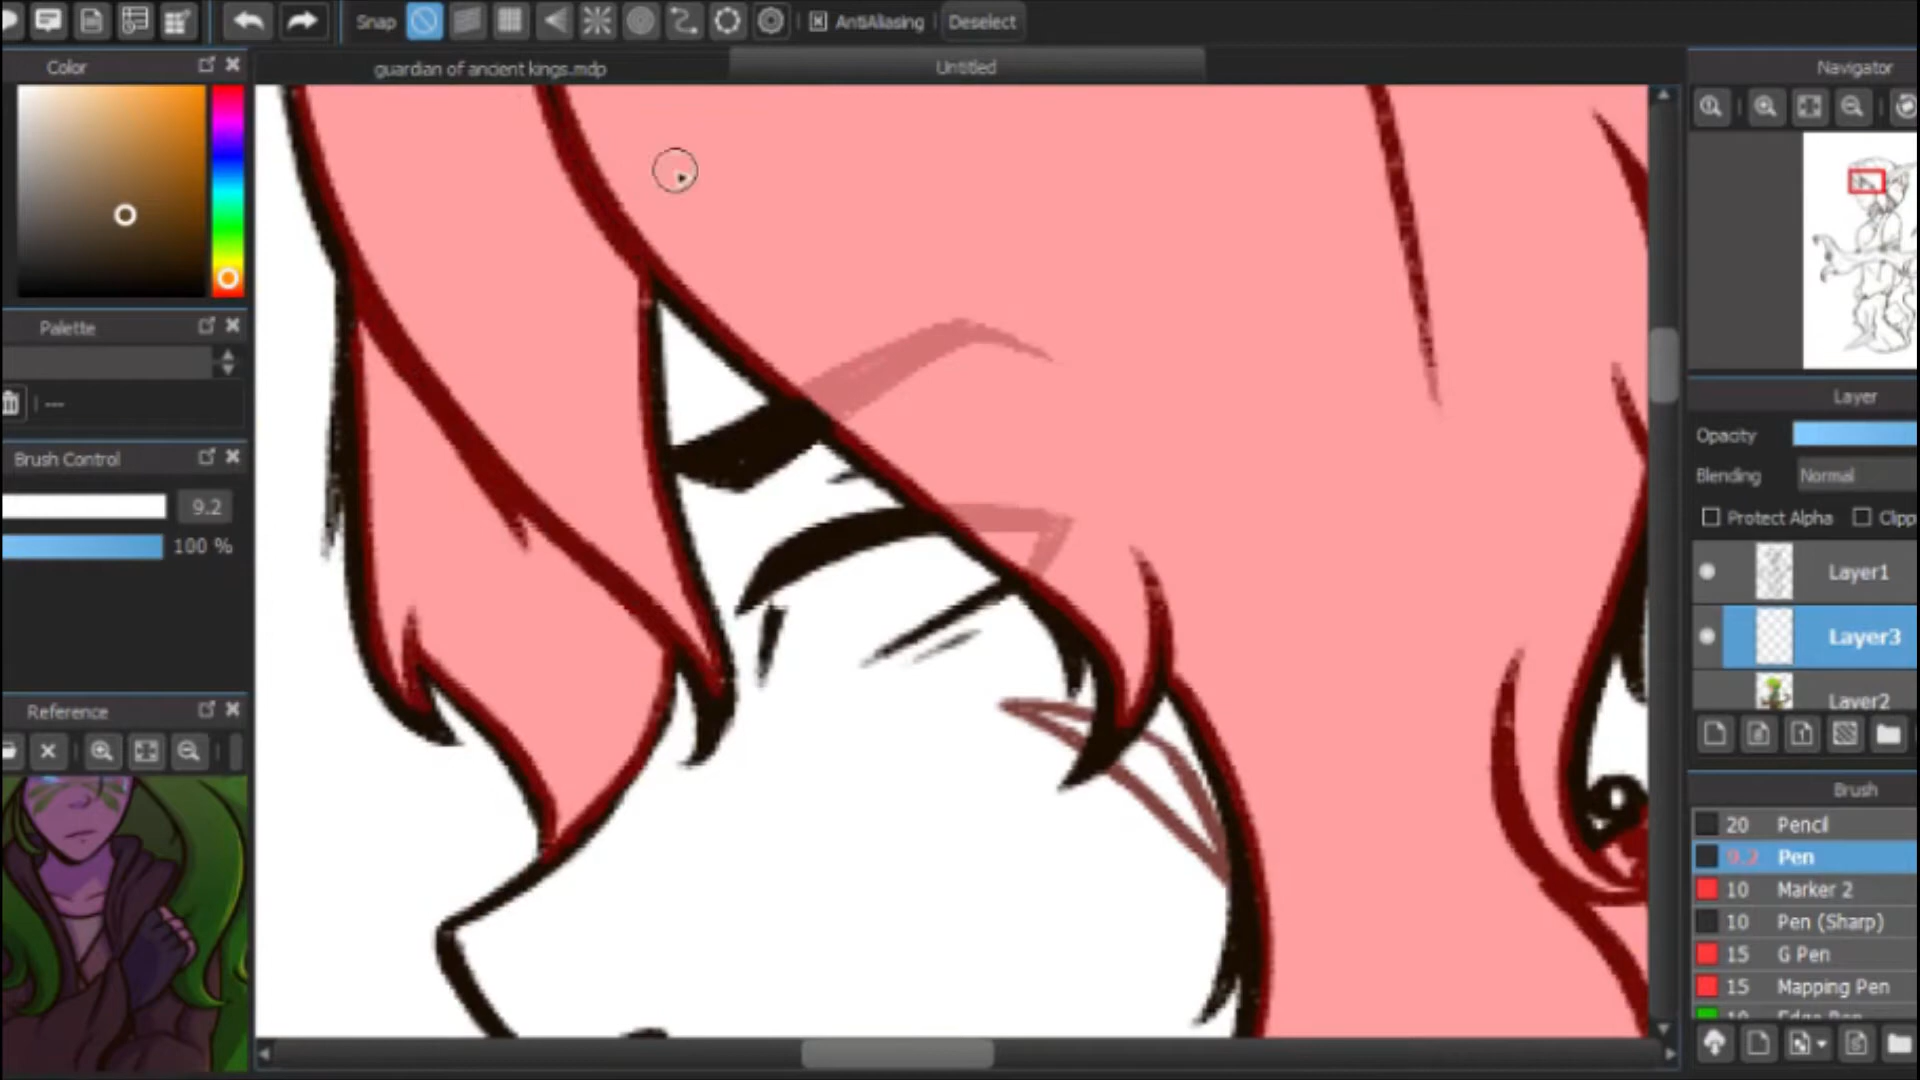 Snap
AntiAliasing
Deselect
Color
guardian of ancient kings.mdp
Untitled
Navigator
Palette
---
Layer
Opacity
Blending Normal
Protect Alpha
Brush Control
9.2
100 %
Layer1
Layer3
Layer2
Reference
Brush
20 Pencil
9.2 Pen
10 Marker 2
10 Pen (Sharp)
15 G Pen
15 Mapping Pen